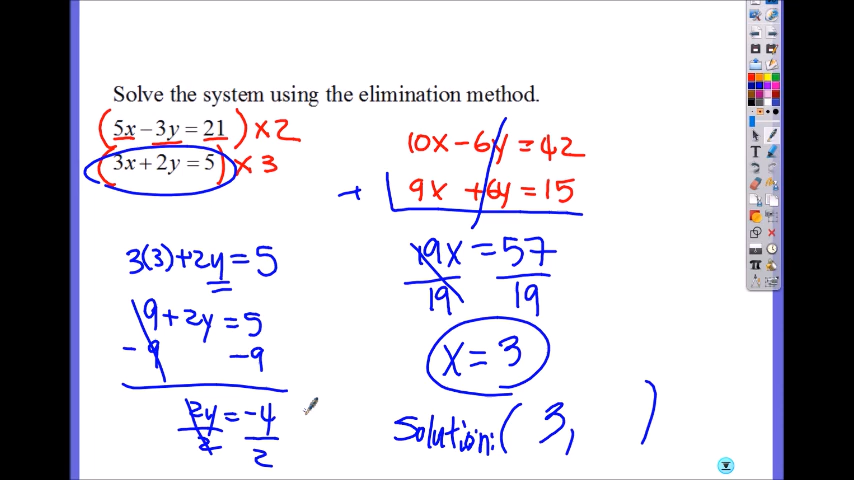 Solve the system using the elimination method.
(5x − 3y = 21) × 2
(3x + 2y = 5) × 3
10x − 6y = 42
+ 9x + 6y = 15
19x = 57
19 19
x = 3
3(3) + 2y = 5
9 + 2y = 5
− 9 − 9
2y = −4
2 2
Solution: ( 3, )